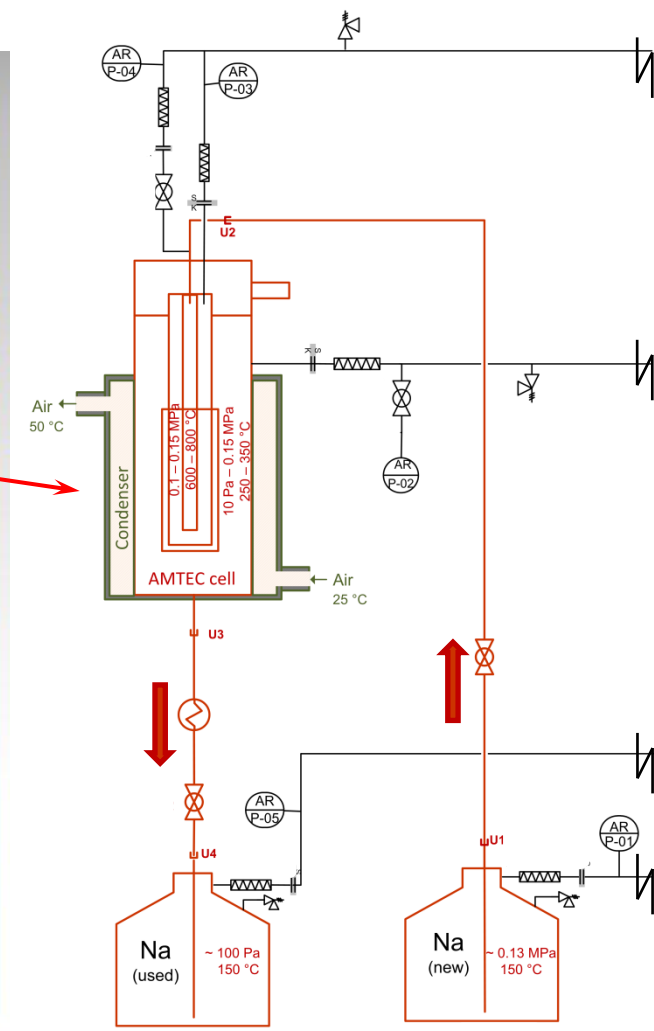 AR
P-04
AR
P-03
S
K
U2
S
K
Air
50 °C
0.1 – 0.15 MPa
600 – 800 °C
10 Pa – 0.15 MPa
250 – 350 °C
Condenser
AR
P-02
AMTEC cell
Air
25 °C
U3
AR
P-05
AR
P-01
U4
U1
Na
(used)
~ 100 Pa
150 °C
Na
(new)
~ 0.13 MPa
150 °C